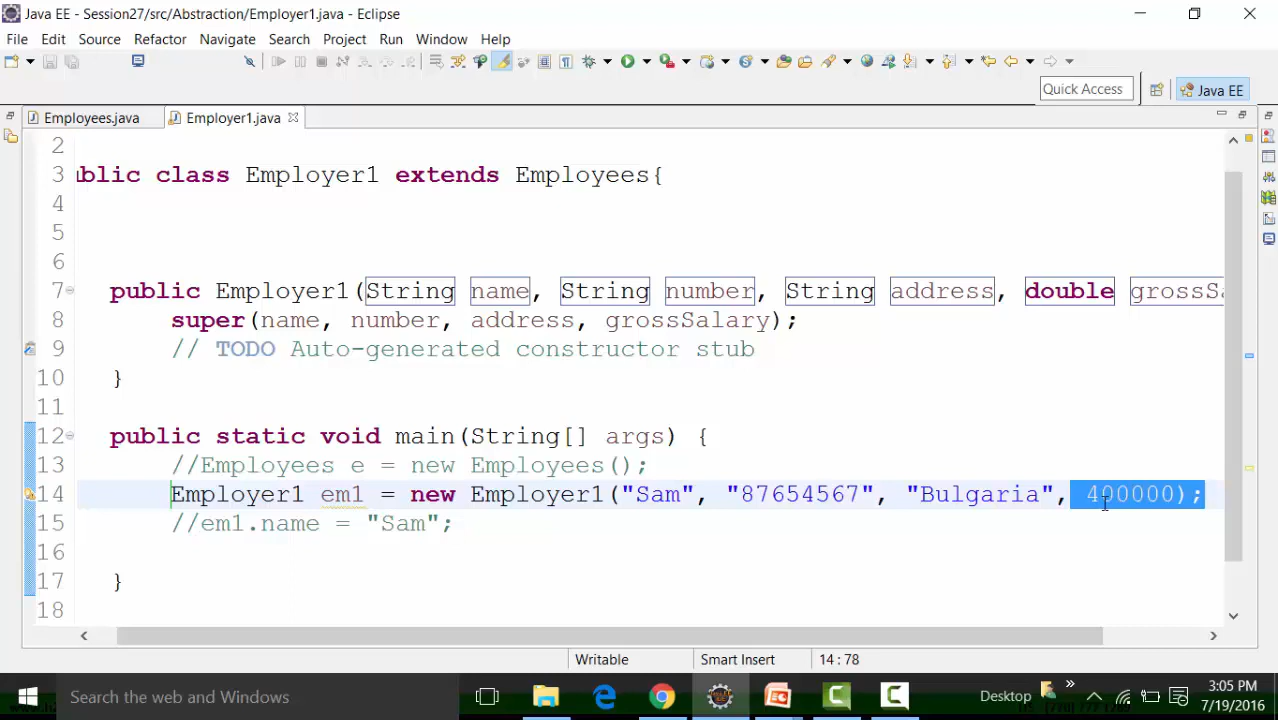 Java EE - Session27/src/Abstraction/Employer1.java - Eclipse
File Edit Source Refactor Navigate Search Project Run Window Help
Quick Access Java EE
Employees.java Employer1.java
2
3 ublic class Employer1 extends Employees{
4
5
6
7 public Employer1(String name, String number, String address, double grossSa
8 super(name, number, address, grossSalary);
9 // TODO Auto-generated constructor stub
10 }
11
12 public static void main(String[] args) {
13 //Employees e = new Employees();
14 Employer1 em1 = new Employer1("Sam", "87654567", "Bulgaria", 400000);
15 //em1.name = "Sam";
16
17 }
18
Writable Smart Insert 14 : 78
Search the web and Windows Desktop 3:05 PM
7/19/2016